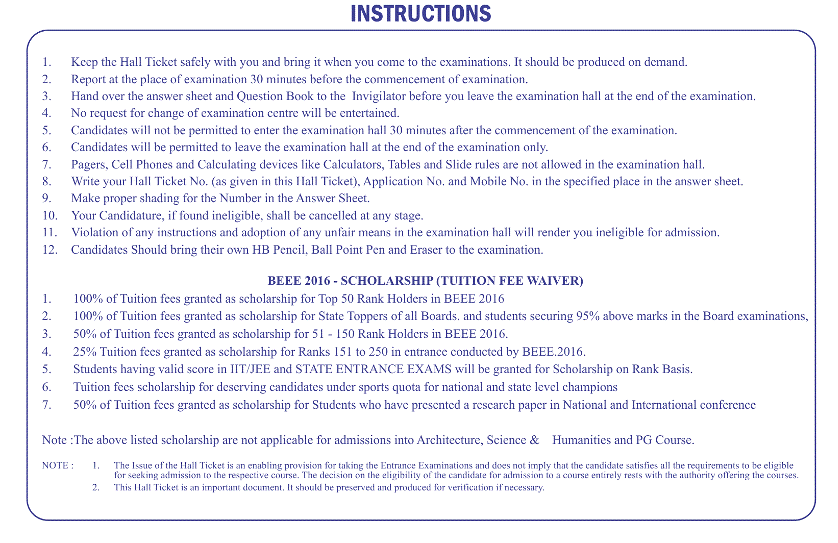 INSTRUCTIONS
1. Keep the Hall Ticket safely with you and bring it when you come to the examinations. It should be produced on demand.
2. Report at the place of examination 30 minutes before the commencement of examination.
3. Hand over the answer sheet and Question Book to the Invigilator before you leave the examination hall at the end of the examination.
4. No request for change of examination centre will be entertained.
5. Candidates will not be permitted to enter the examination hall 30 minutes after the commencement of the examination.
6. Candidates will be permitted to leave the examination hall at the end of the examination only.
7. Pagers, Cell Phones and Calculating devices like Calculators, Tables and Slide rules are not allowed in the examination hall.
8. Write your Hall Ticket No. (as given in this Hall Ticket), Application No. and Mobile No. in the specified place in the answer sheet.
9. Make proper shading for the Number in the Answer Sheet.
10. Your Candidature, if found ineligible, shall be cancelled at any stage.
11. Violation of any instructions and adoption of any unfair means in the examination hall will render you ineligible for admission.
12. Candidates Should bring their own HB Pencil, Ball Point Pen and Eraser to the examination.
BEEE 2016 - SCHOLARSHIP (TUITION FEE WAIVER)
1. 100% of Tuition fees granted as scholarship for Top 50 Rank Holders in BEEE 2016
2. 100% of Tuition fees granted as scholarship for State Toppers of all Boards. and students securing 95% above marks in the Board examinations,
3. 50% of Tuition fees granted as scholarship for 51 - 150 Rank Holders in BEEE 2016.
4. 25% Tuition fees granted as scholarship for Ranks 151 to 250 in entrance conducted by BEEE.2016.
5. Students having valid score in IIT/JEE and STATE ENTRANCE EXAMS will be granted for Scholarship on Rank Basis.
6. Tuition fees scholarship for deserving candidates under sports quota for national and state level champions
7. 50% of Tuition fees granted as scholarship for Students who have presented a research paper in National and International conference
Note :The above listed scholarship are not applicable for admissions into Architecture, Science & Humanities and PG Course.
NOTE : 1. The Issue of the Hall Ticket is an enabling provision for taking the Entrance Examinations and does not imply that the candidate satisfies all the requirements to be eligible
for seeking admission to the respective course. The decision on the eligibility of the candidate for admission to a course entirely rests with the authority offering the courses.
2. This Hall Ticket is an important document. It should be preserved and produced for verification if necessary.